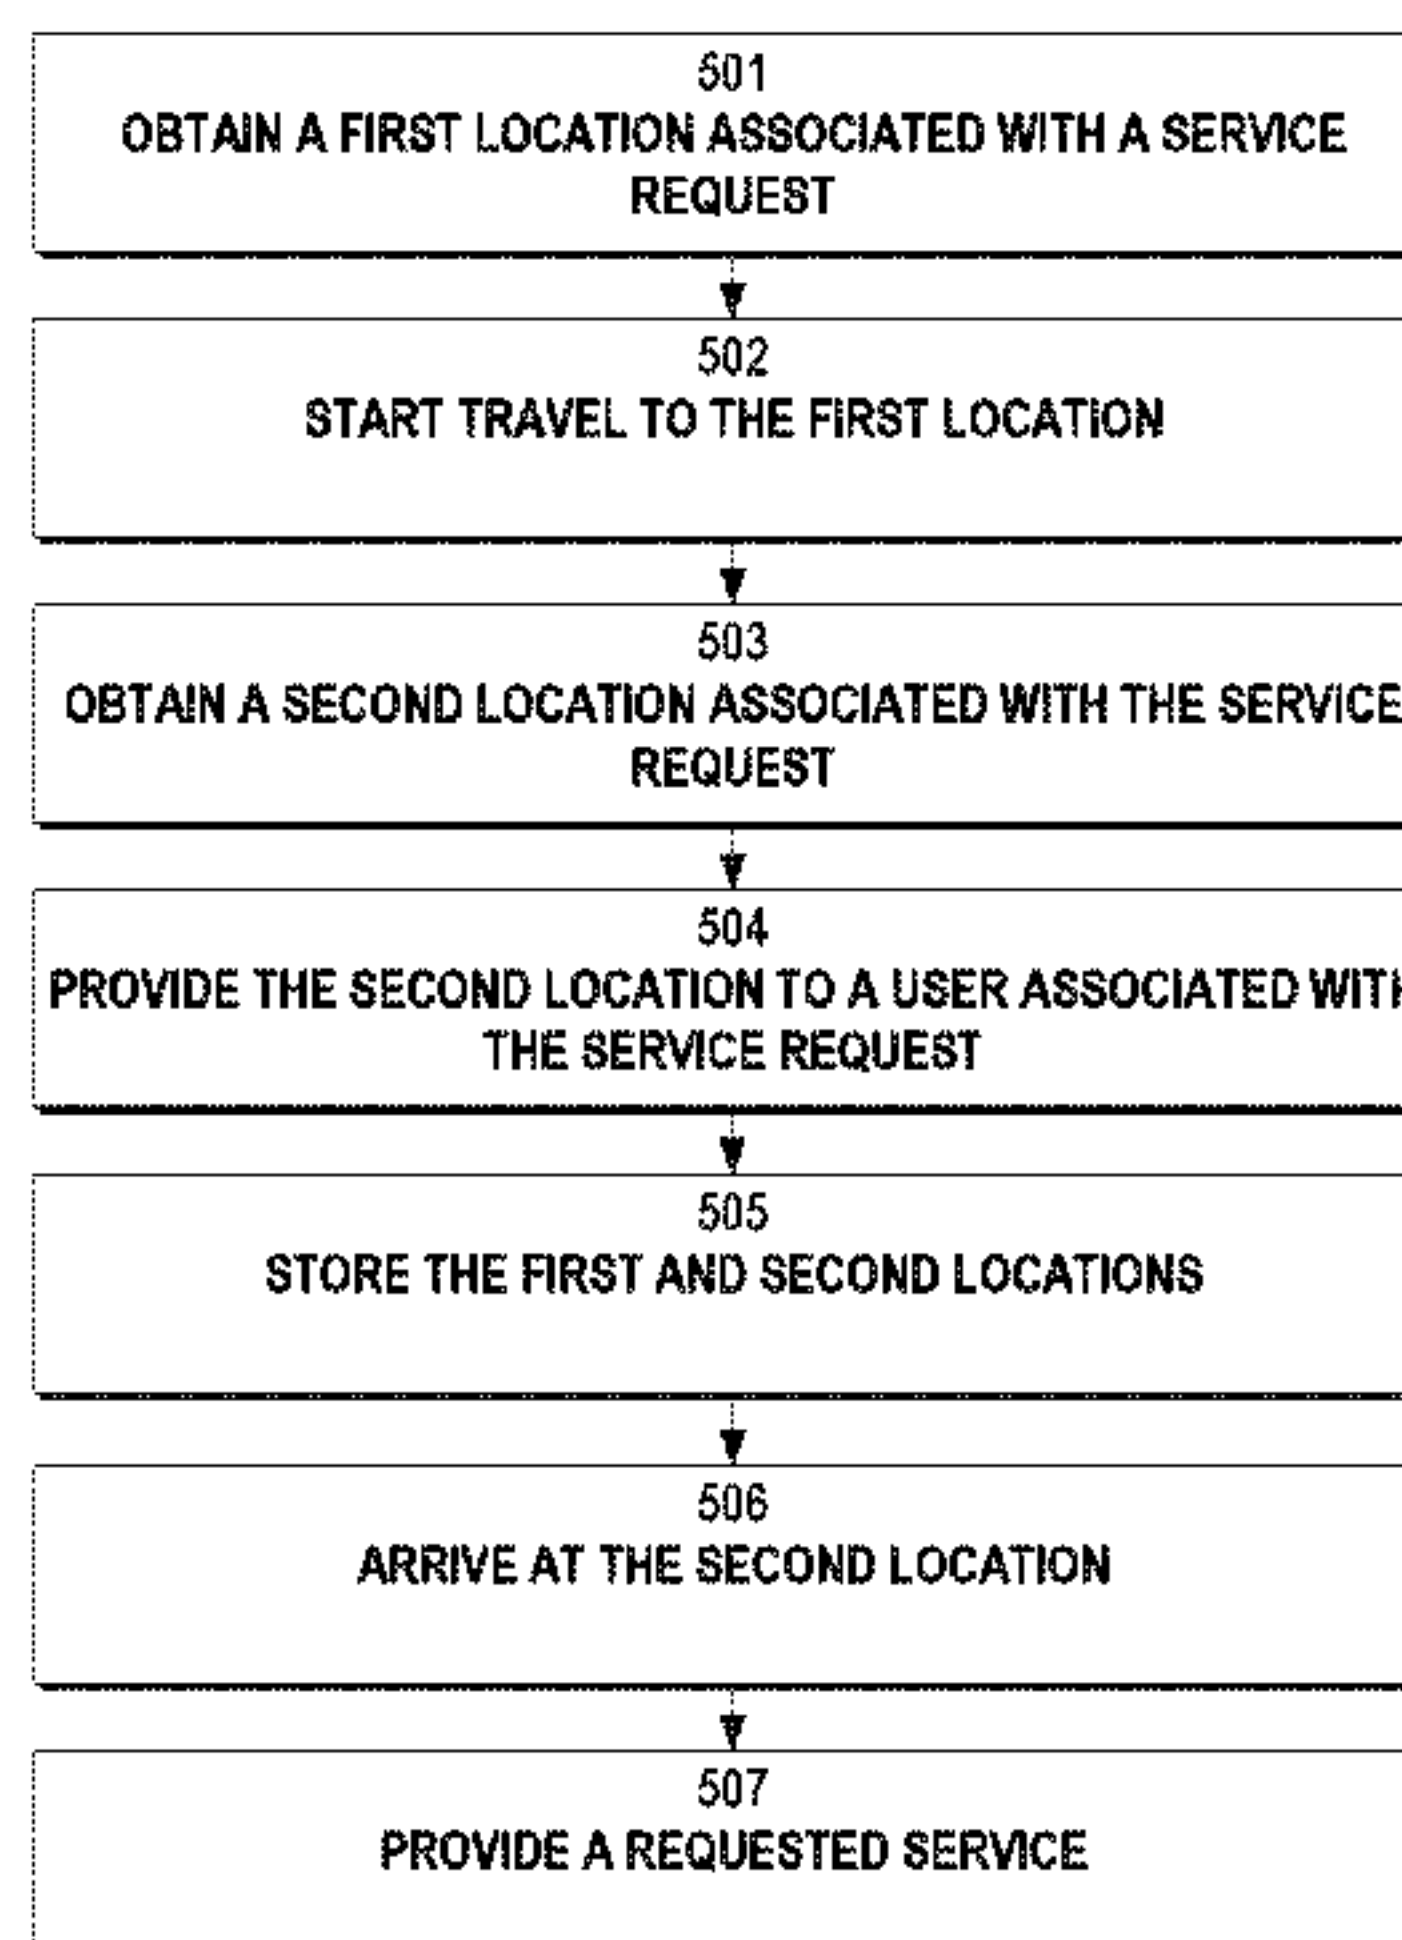 501
OBTAIN A FIRST LOCATION ASSOCIATED WITH A SERVICE
REQUEST
502
START TRAVEL TO THE FIRST LOCATION
503
OBTAIN A SECOND LOCATION ASSOCIATED WITH THE SERVICE
REQUEST
504
PROVIDE THE SECOND LOCATION TO A USER ASSOCIATED WITH
THE SERVICE REQUEST
505
STORE THE FIRST AND SECOND LOCATIONS
506
ARRIVE AT THE SECOND LOCATION
507
PROVIDE A REQUESTED SERVICE